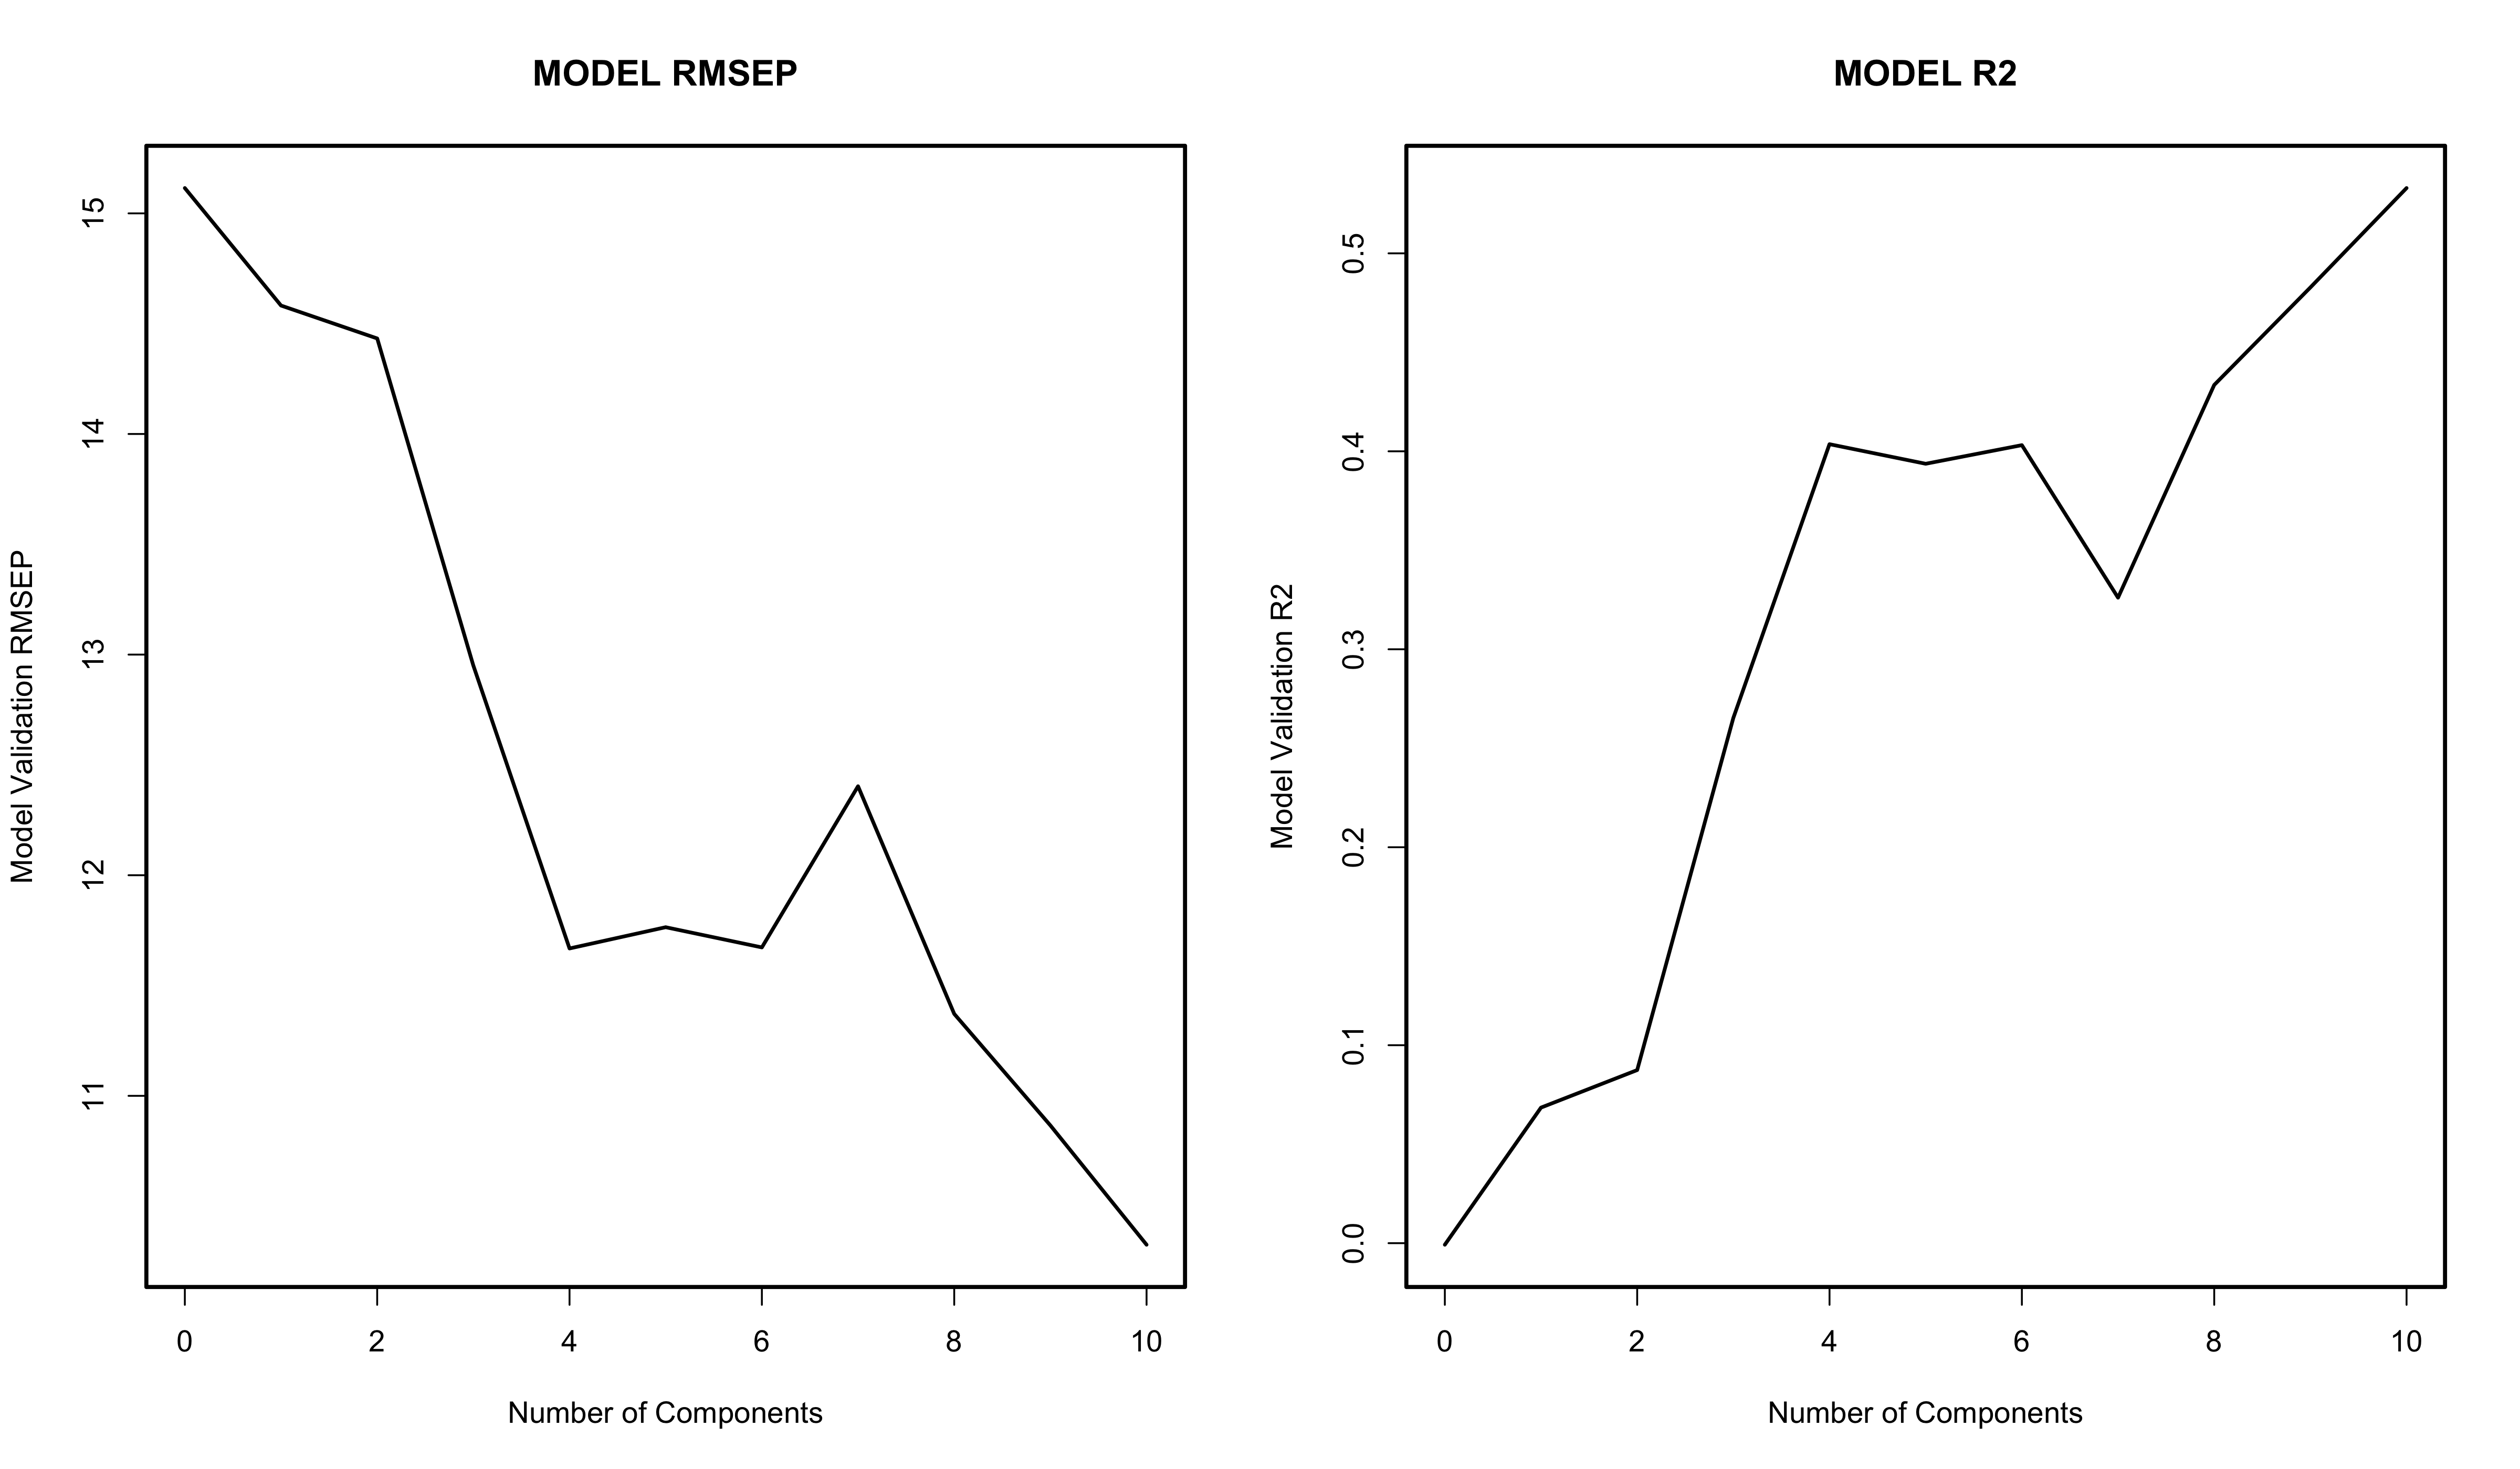 MODEL RMSEP
Model Validation RMSEP
15
14
13
12
11
0 2 4 6 8 10
Number of Components
MODEL R2
Model Validation R2
0.5
0.4
0.3
0.2
0.1
0.0
0 2 4 6 8 10
Number of Components